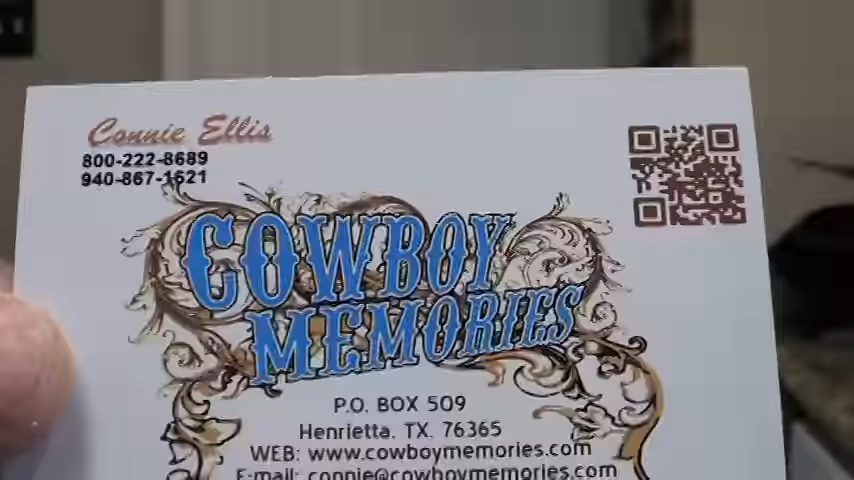 Connie Ellis
800-222-8689
940-867-1621
COWBOY
MEMORIES
P.O. BOX 509
Henrietta, TX, 76365
WEB: www.cowboymemories.com
E-mail: connie@cowboymemories.com